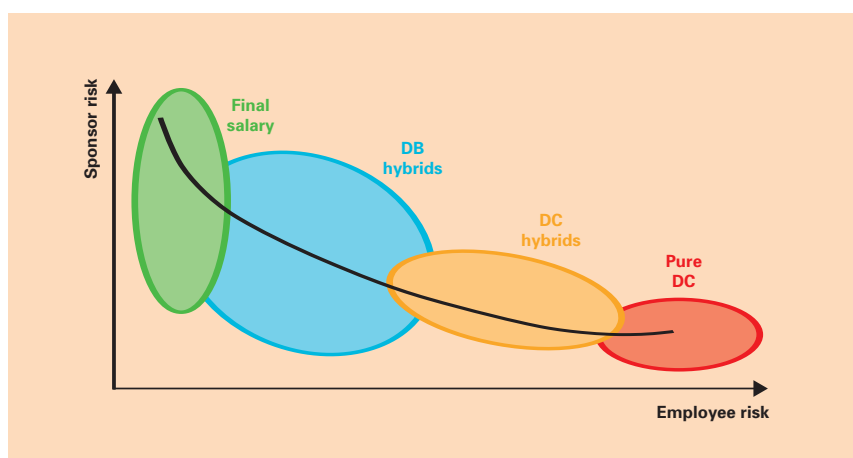 Sponsor risk
Final
salary
DB
hybrids
DC
hybrids
Pure
DC
Employee risk